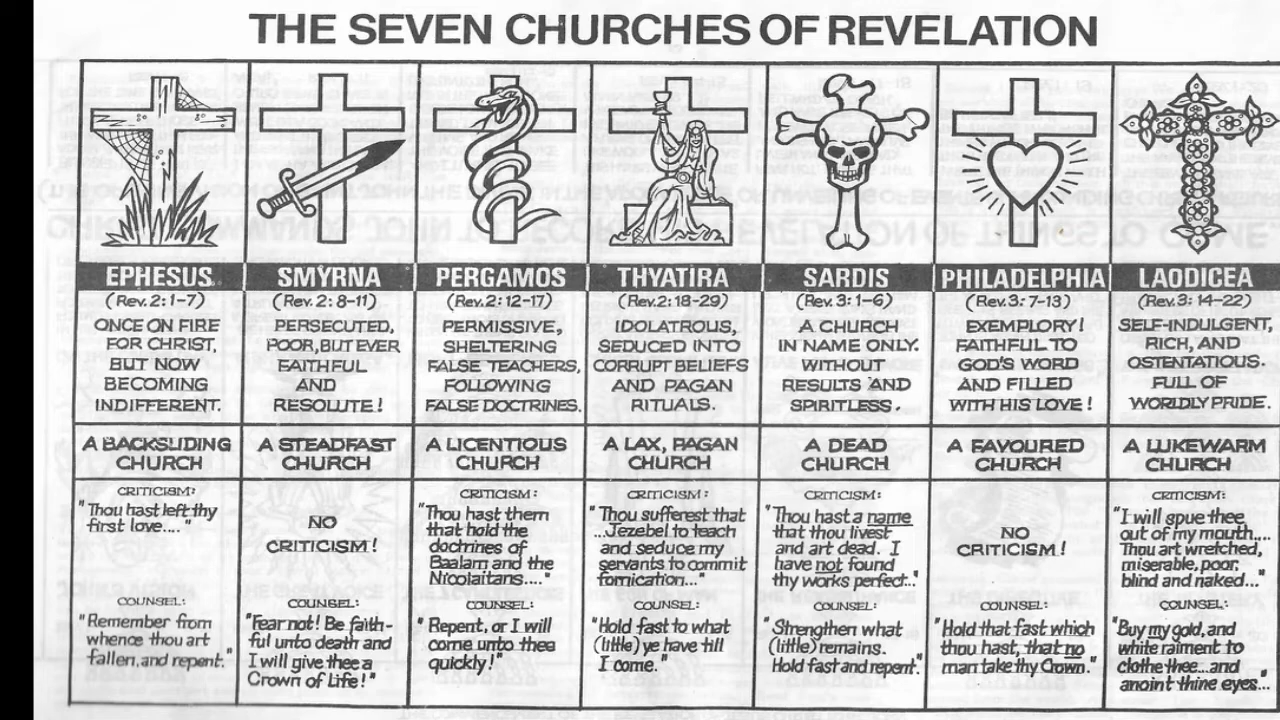 THE SEVEN CHURCHES OF REVELATION
EPHESUS
(Rev. 2: 1-7)
ONCE ON FIRE
FOR CHRIST,
BUT NOW
BECOMING
INDIFFERENT.
A BACKSLIDING
CHURCH
CRITICISM:
"Thou hast left thy
first love...."
COUNSEL:
"Remember from
whence thou art
fallen, and repent."
SMYRNA
(Rev. 2: 8-11)
PERSECUTED,
POOR, BUT EVER
FAITHFUL
AND
RESOLUTE!
A STEADFAST
CHURCH
NO
CRITICISM!
COUNSEL:
"Fear not! Be faith-
ful unto death and
I will give thee a
Crown of Life!"
PERGAMOS
(Rev. 2: 12-17)
PERMISSIVE,
SHELTERING
FALSE TEACHERS,
FOLLOWING
FALSE DOCTRINES.
A LICENTIOUS
CHURCH
CRITICISM:
"Thou hast them
that hold the
doctrines of
Baalam and the
Nicolaitans...."
COUNSEL:
"Repent, or I will
come unto thee
quickly!"
THYATIRA
(Rev. 2: 18-29)
IDOLATROUS,
SEDUCED INTO
CORRUPT BELIEFS
AND PAGAN
RITUALS.
A LAX, PAGAN
CHURCH
CRITICISM:
"Thou sufferest that
...Jezebel to teach
and seduce my
servants to commit
fornication..."
COUNSEL:
"Hold fast to what
(little) ye have till
I come."
SARDIS
(Rev. 3: 1-6)
A CHURCH
IN NAME ONLY.
WITHOUT
RESULTS AND
SPIRITLESS.
A DEAD
CHURCH
CRITICISM:
"Thou hast a name
that thou livest
and art dead. I
have not found
thy works perfect.."
COUNSEL:
"Strengthen what
(little) remains.
Hold fast and repent."
PHILADELPHIA
(Rev. 3: 7-13)
EXEMPLORY!
FAITHFUL TO
GOD'S WORD
AND FILLED
WITH HIS LOVE!
A FAVOURED
CHURCH
NO
CRITICISM!
COUNSEL:
"Hold that fast which
thou hast, that no
man take thy Crown."
LAODICEA
(Rev. 3: 14-22)
SELF-INDULGENT,
RICH, AND
OSTENTATIOUS.
FULL OF
WORLDLY PRIDE.
A LUKEWARM
CHURCH
CRITICISM:
"I will spue thee
out of my mouth....
Thou art wretched,
miserable, poor,
blind and naked..."
COUNSEL:
"Buy my gold, and
white raiment to
clothe thee...and
anoint thine eyes"...